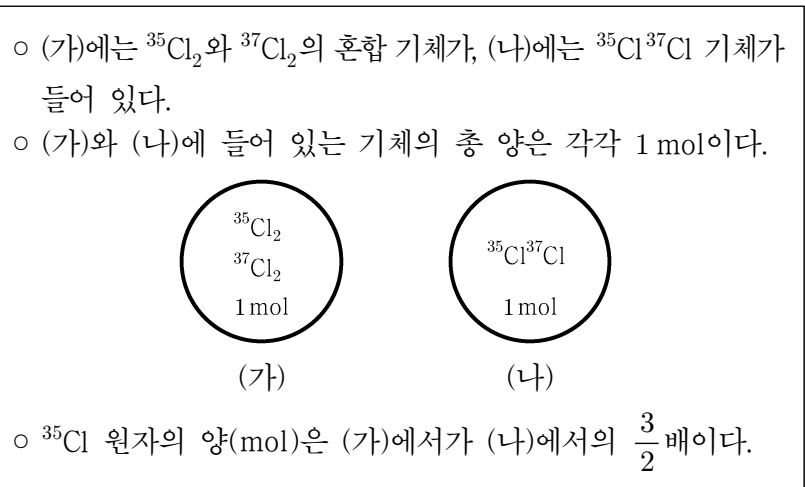 ○ (가)에는 ³⁵Cl₂와 ³⁷Cl₂의 혼합 기체가, (나)에는 ³⁵Cl³⁷Cl 기체가
들어 있다.
○ (가)와 (나)에 들어 있는 기체의 총 양은 각각 1 mol이다.
³⁵Cl₂
³⁷Cl₂
1 mol
(가)
³⁵Cl³⁷Cl
1 mol
(나)
○ ³⁵Cl 원자의 양(mol)은 (가)에서가 (나)에서의 3/2배이다.